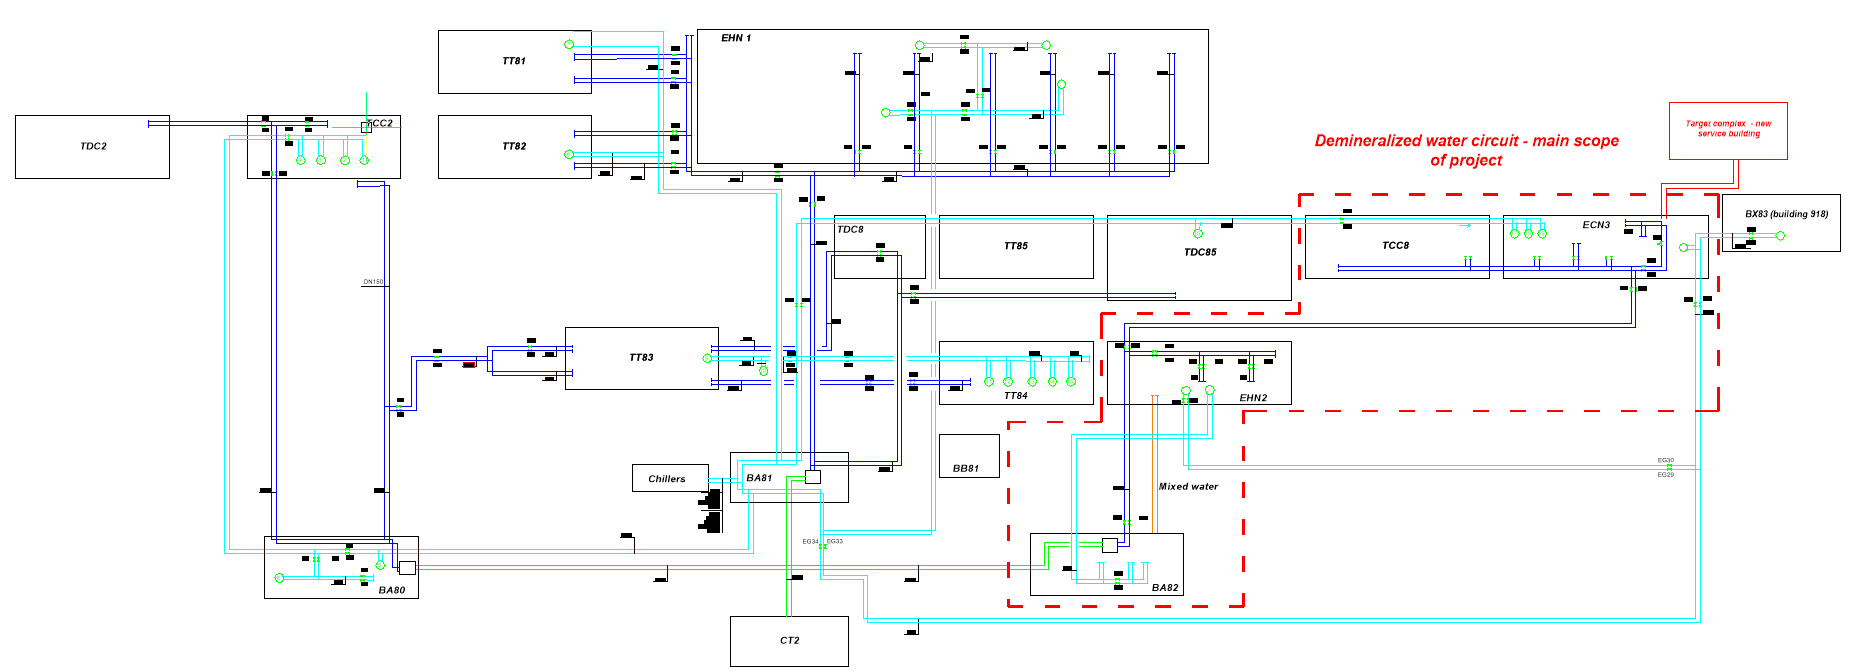 EHN 1
TT81
TDC2
TCC2
TT82
Demineralized water circuit - main scope
of project
Target complex - new
service building
TDC8
TT85
TDC85
TCC8
ECN3
BX83 (building 918)
DN150
TT83
TT84
EHN2
BB81
Chillers
BA81
Mixed water
EG30
EG29
EG34
EG33
BA80
BA82
CT2